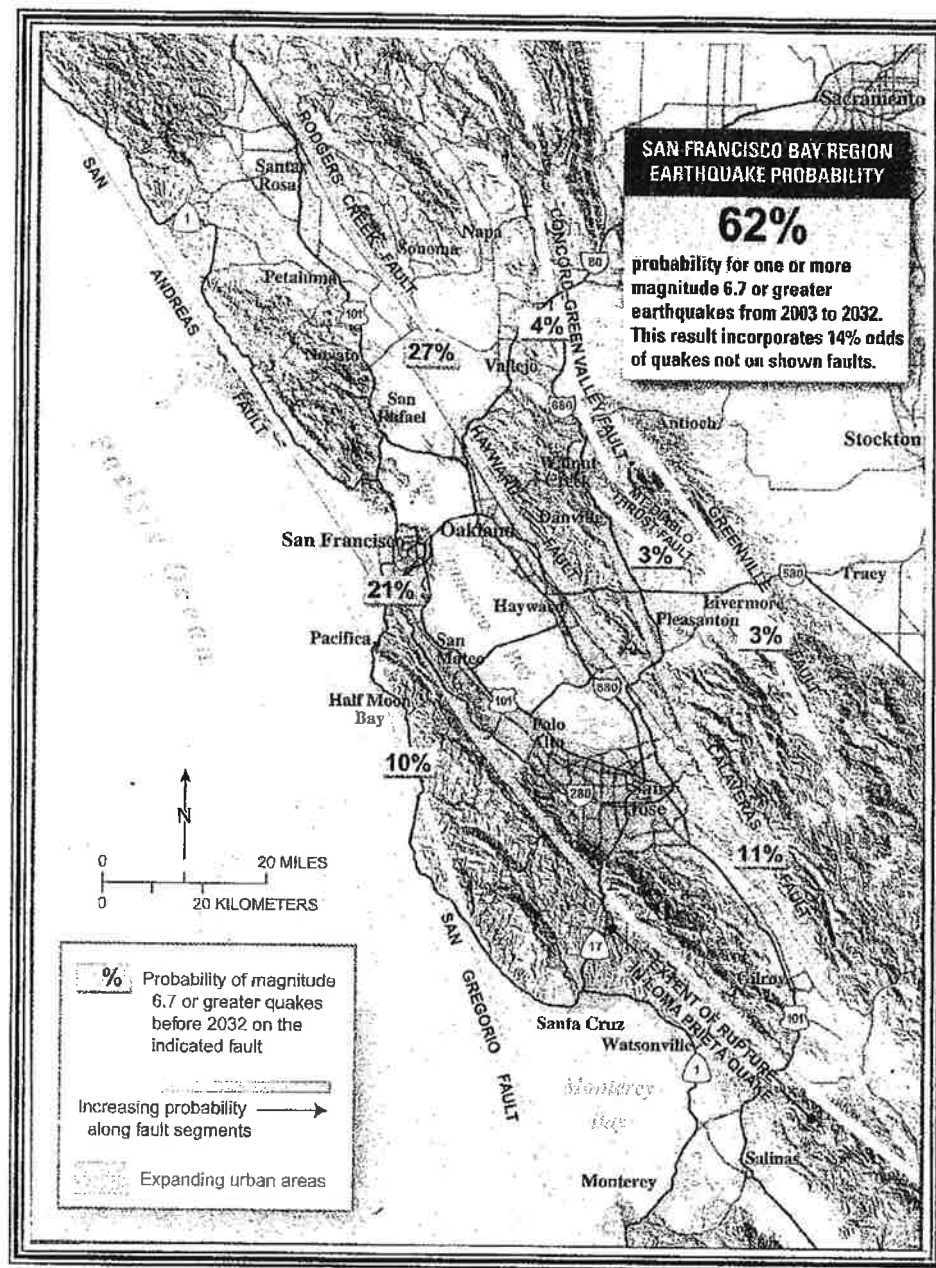 Sacramento
SAN FRANCISCO BAY REGION
EARTHQUAKE PROBABILITY
62%
probability for one or more
magnitude 6.7 or greater
earthquakes from 2003 to 2032.
This result incorporates 14% odds
of quakes not on shown faults.
SAN
ANDREAS
FAULT
RODGERS
CREEK FAULT
CONCORD-GREEN VALLEY FAULT
Santa
Rosa
1
Napa
Sonoma
80
Petaluma
101
4%
27%
Novato
Vallejo
San
Rafael
680
Antioch
Stockton
HAYWARD
FAULT
Walnut
Creek
MT DIABLO
THRUST FAULT
GREENVILLE
FAULT
Danville
Oakland
San Francisco
3%
580
Tracy
21%
Hayward
Livermore
Pleasanton
3%
Pacifica
San
Mateo
880
Half Moon
Bay
101
Palo
Alto
10%
280
San
Jose
CALAVERAS
FAULT
11%
N
0 20 MILES
0 20 KILOMETERS
SAN
GREGORIO
FAULT
17
EXTENT OF RUPTURE
IN LOMA PRIETA QUAKE
Gilroy
101
Santa Cruz
Watsonville
1
Monterey
Bay
Salinas
Monterey
% Probability of magnitude
6.7 or greater quakes
before 2032 on the
indicated fault
Increasing probability
along fault segments
Expanding urban areas